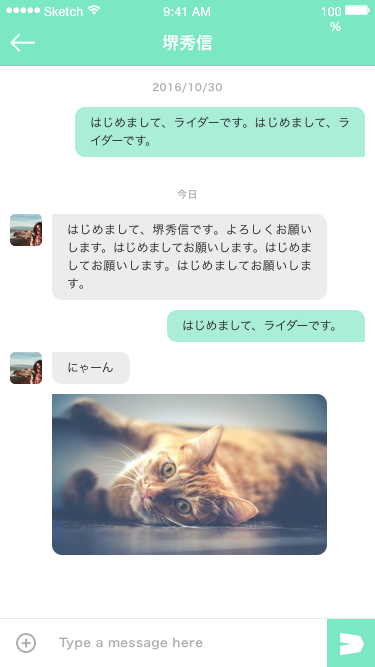 Sketch 9:41 AM 100
%
堺秀信
2016/10/30
はじめまして、ライダーです。はじめまして、ラ
イダーです。
今日
はじめまして、堺秀信です。よろしくお願い
します。はじめましてお願いします。はじめま
してお願いします。はじめましてお願いしま
す。
はじめまして、ライダーです。
にゃーん
Type a message here